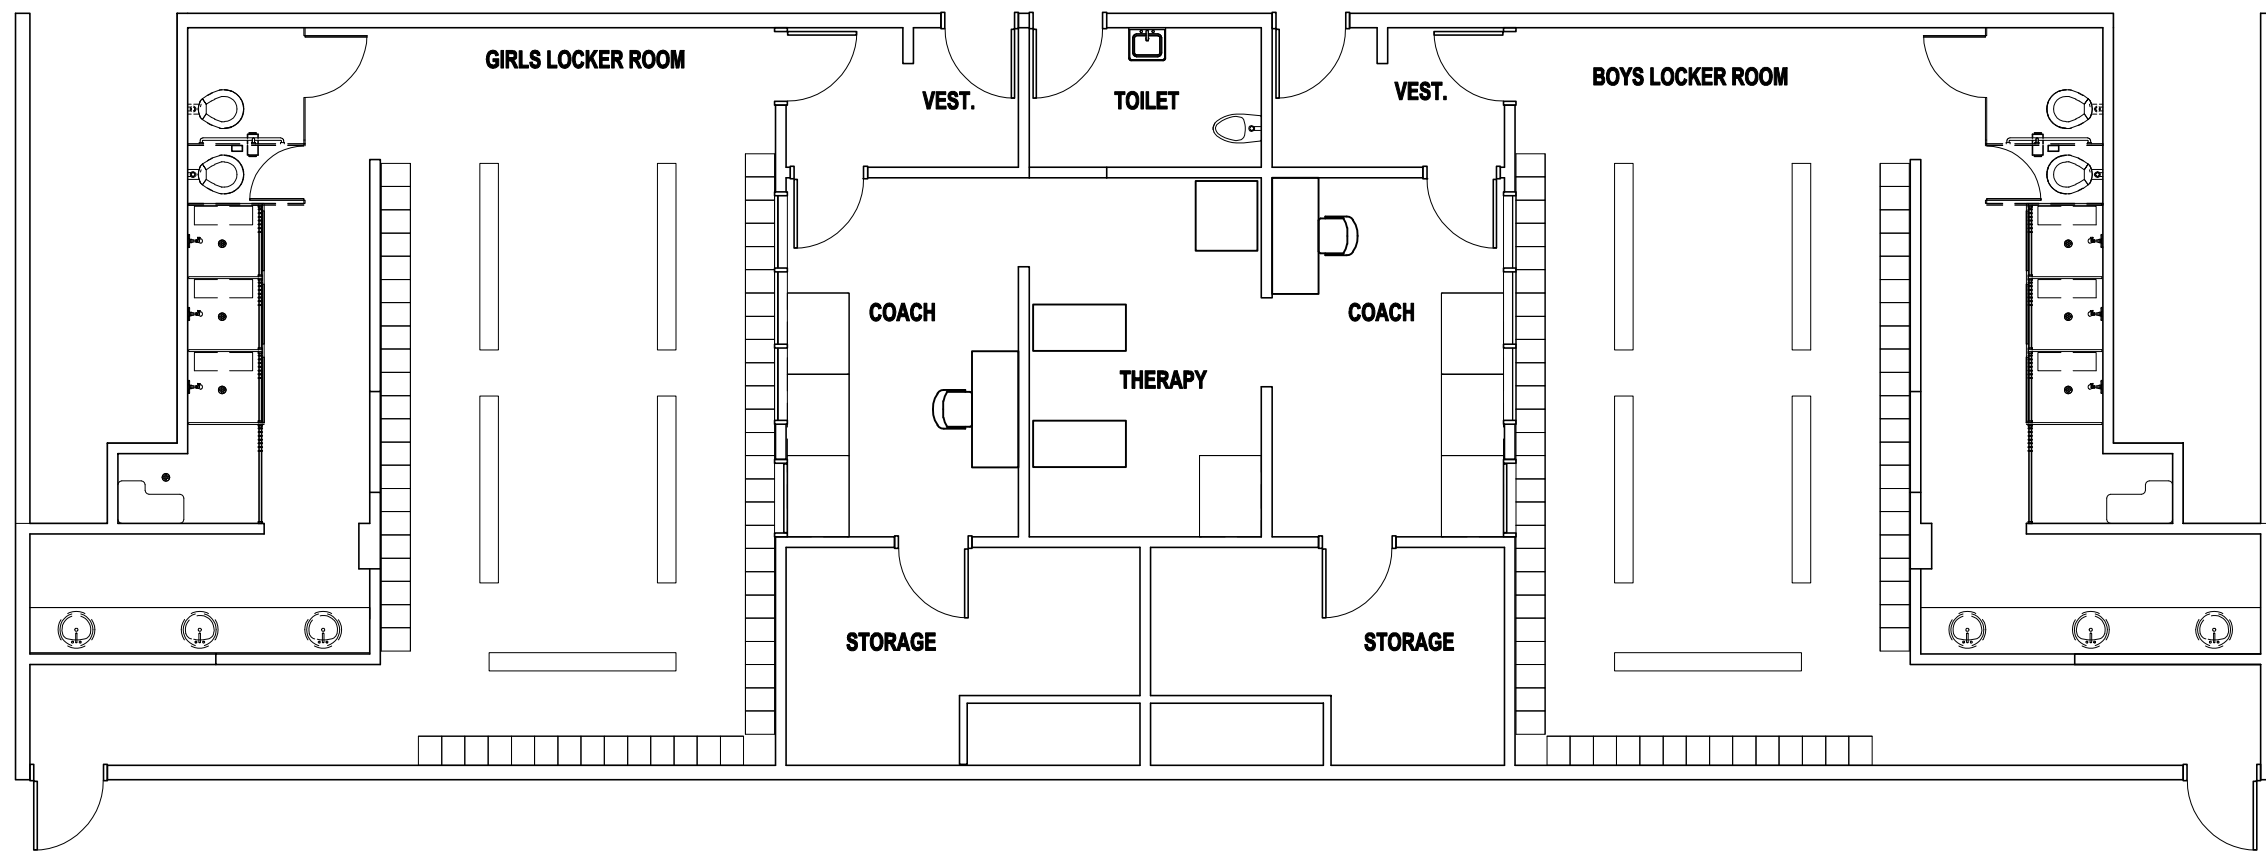 GIRLS LOCKER ROOM
BOYS LOCKER ROOM
VEST.
TOILET
VEST.
COACH
COACH
THERAPY
STORAGE
STORAGE